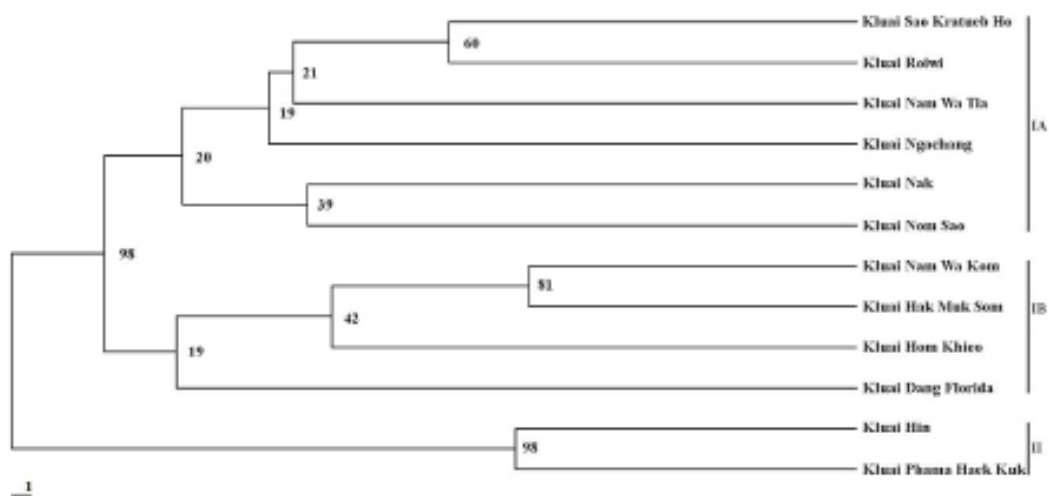 Kluai Sao Kratueb Ho
60
Kluai Roiwi
21
Kluai Nam Wa Tia
19
IA
Kluai Ngachang
20
Kluai Nak
39
Kluai Nom Sao
98
Kluai Nam Wa Kom
81
Kluai Hak Muk Som
IB
42
Kluai Hom Khieo
19
Kluai Dang Florida
Kluai Hin
98
II
Kluai Phama Haek Kuk
1